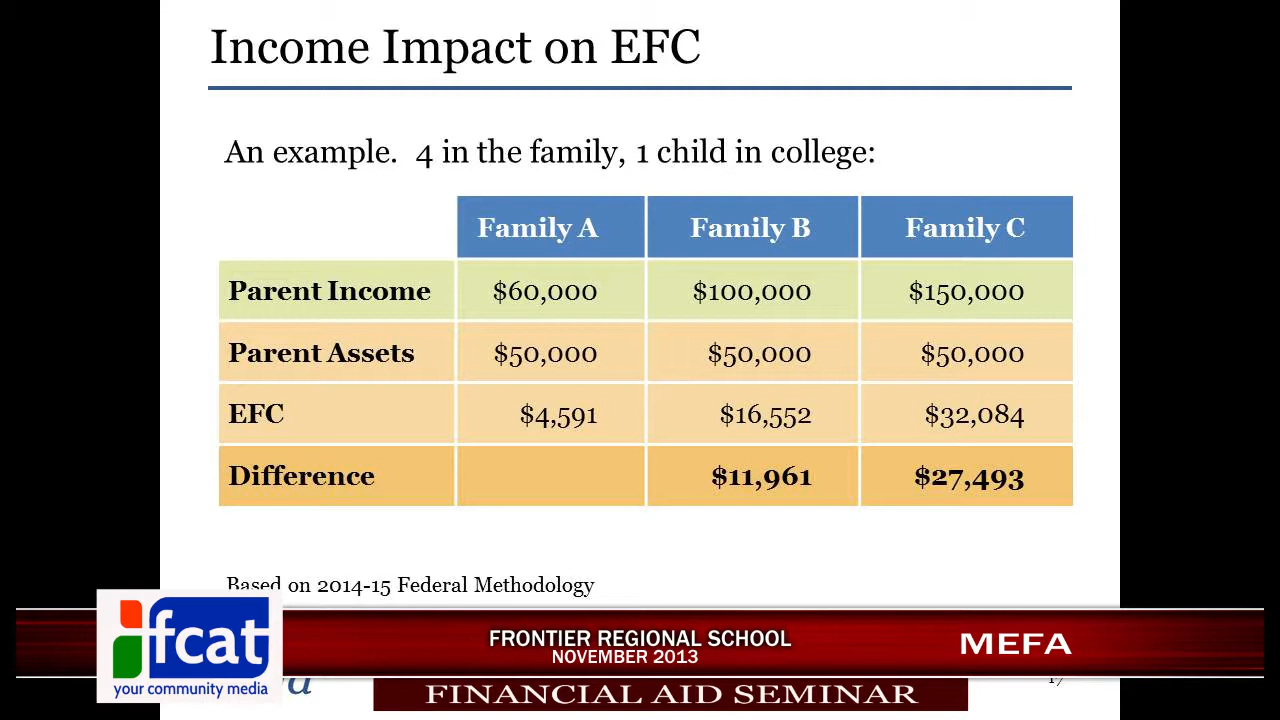 Income Impact on EFC
An example. 4 in the family, 1 child in college:
Family A Family B Family C
Parent Income $60,000 $100,000 $150,000
Parent Assets $50,000 $50,000 $50,000
EFC $4,591 $16,552 $32,084
Difference $11,961 $27,493
Based on 2014-15 Federal Methodology
fcat
your community media
FRONTIER REGIONAL SCHOOL
NOVEMBER 2013
MEFA
FINANCIAL AID SEMINAR